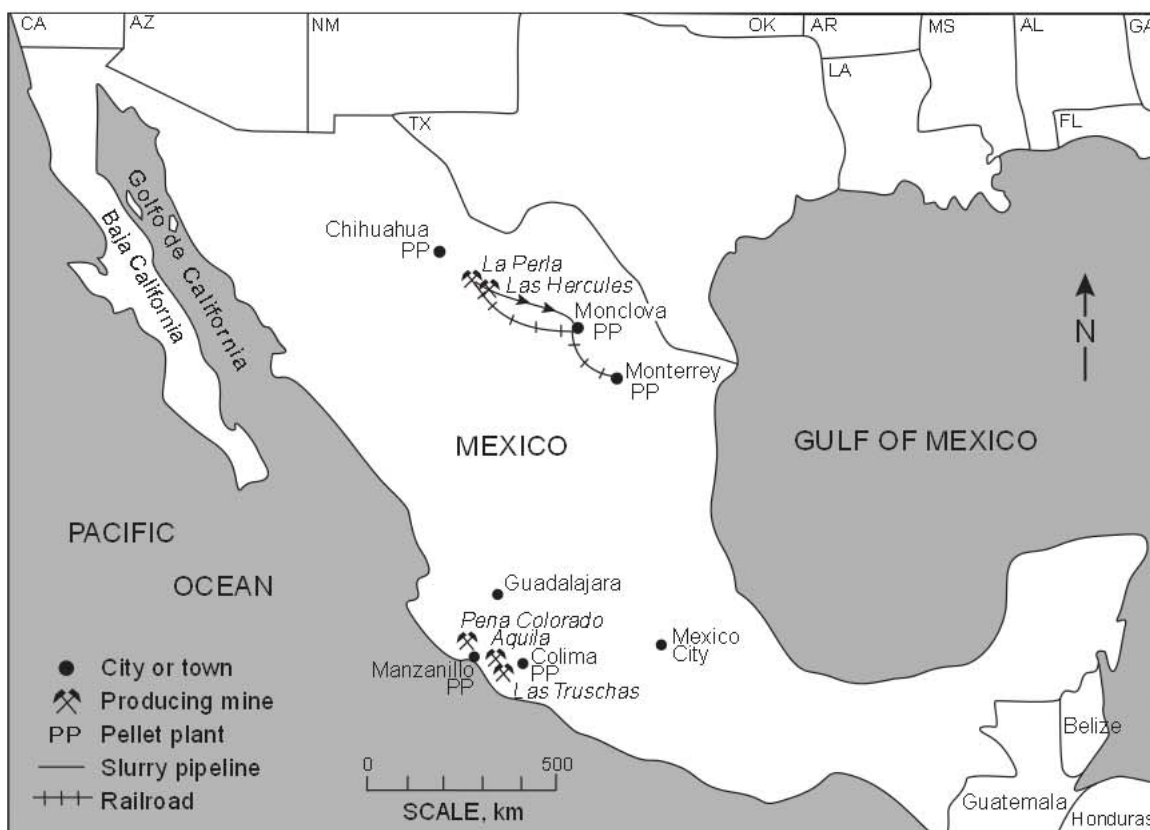 CA
AZ
NM
OK
AR
MS
AL
GA
LA
TX
FL
Golfo de California
Baja California
Chihuahua
PP
La Perla
Las Hercules
Monclova
PP
Monterrey
PP
N
MEXICO
GULF OF MEXICO
PACIFIC
OCEAN
Guadalajara
Pena Colorado
Aquila
Manzanillo
PP
Colima
PP
Las Truschas
Mexico
City
Belize
Guatemala
Honduras
City or town
Producing mine
PP Pellet plant
Slurry pipeline
Railroad
0 500
SCALE, km